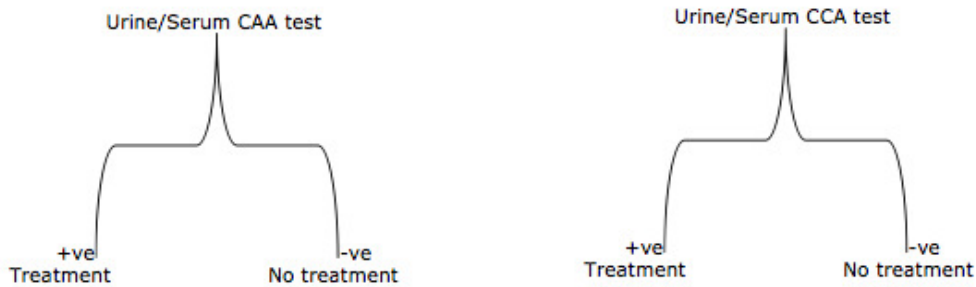 Urine/Serum CAA test
+ve
Treatment
-ve
No treatment
Urine/Serum CCA test
+ve
Treatment
-ve
No treatment